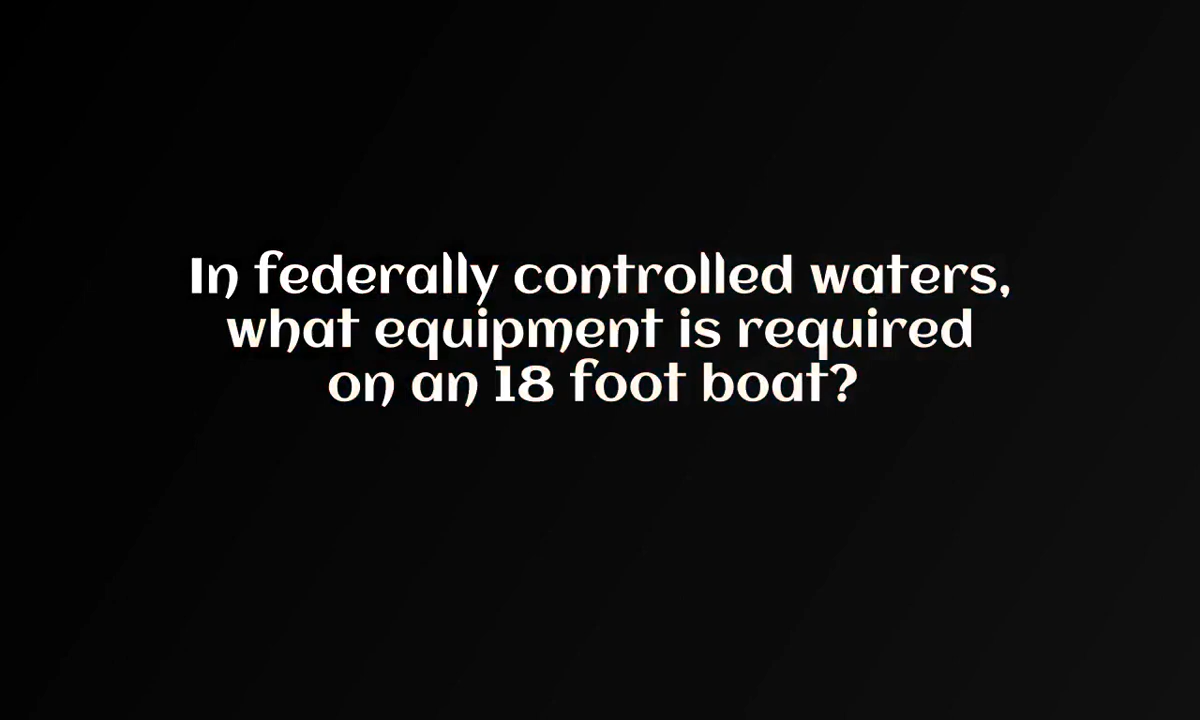 In federally controlled waters,
what equipment is required
on an 18 foot boat?